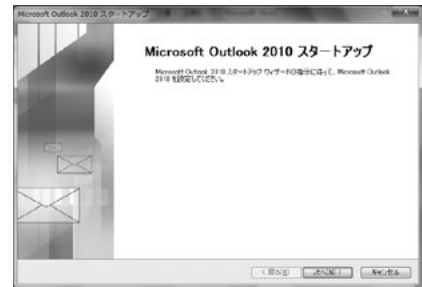 Microsoft Outlook 2010 スタートアップ
Microsoft Outlook 2010 スタートアップ
Microsoft Outlook 2010 スタートアップ ウィザードの指示に従って、Microsoft Outlook
2010 を設定してください。
< 戻る(B)
次へ(N) >
キャンセル